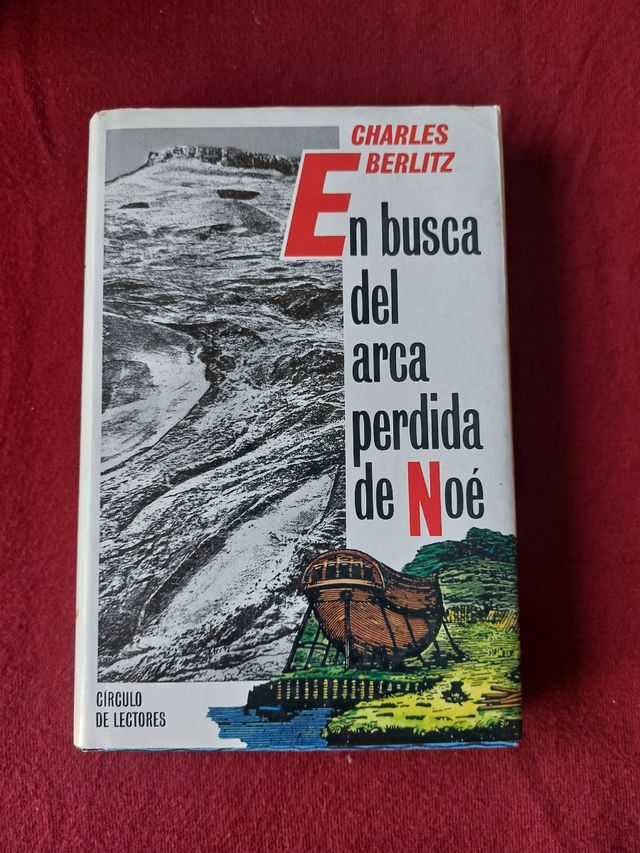 CHARLES
BERLITZ
En busca
del
arca
perdida
de Noé
CÍRCULO
DE LECTORES